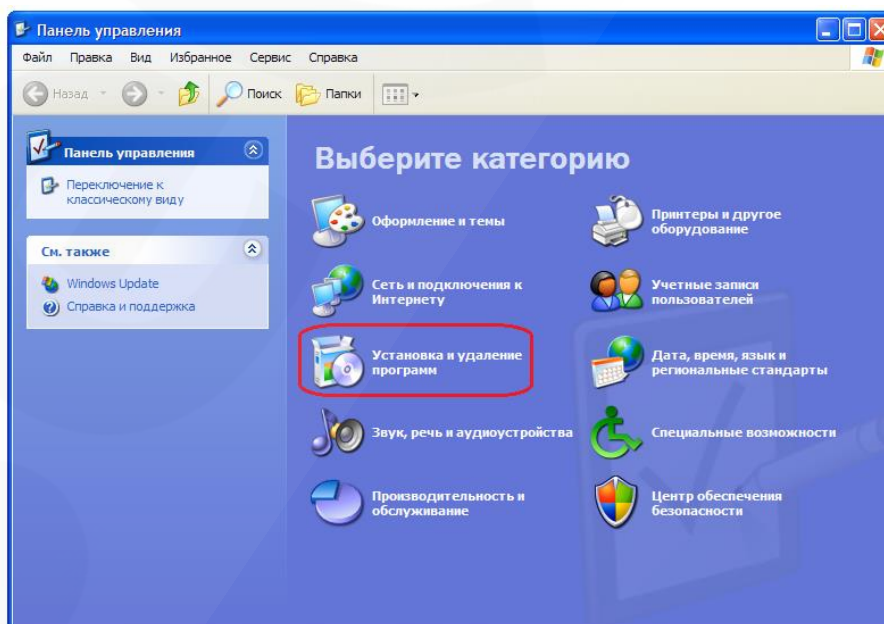 Панель управления
Файл Правка Вид Избранное Сервис Справка
Назад Поиск Папки
Панель управления
Переключение к
классическому виду
См. также
Windows Update
Справка и поддержка
Выберите категорию
Оформление и темы
Принтеры и другое
оборудование
Сеть и подключения к
Интернету
Учетные записи
пользователей
Установка и удаление
программ
Дата, время, язык и
региональные стандарты
Звук, речь и аудиоустройства
Специальные возможности
Производительность и
обслуживание
Центр обеспечения
безопасности